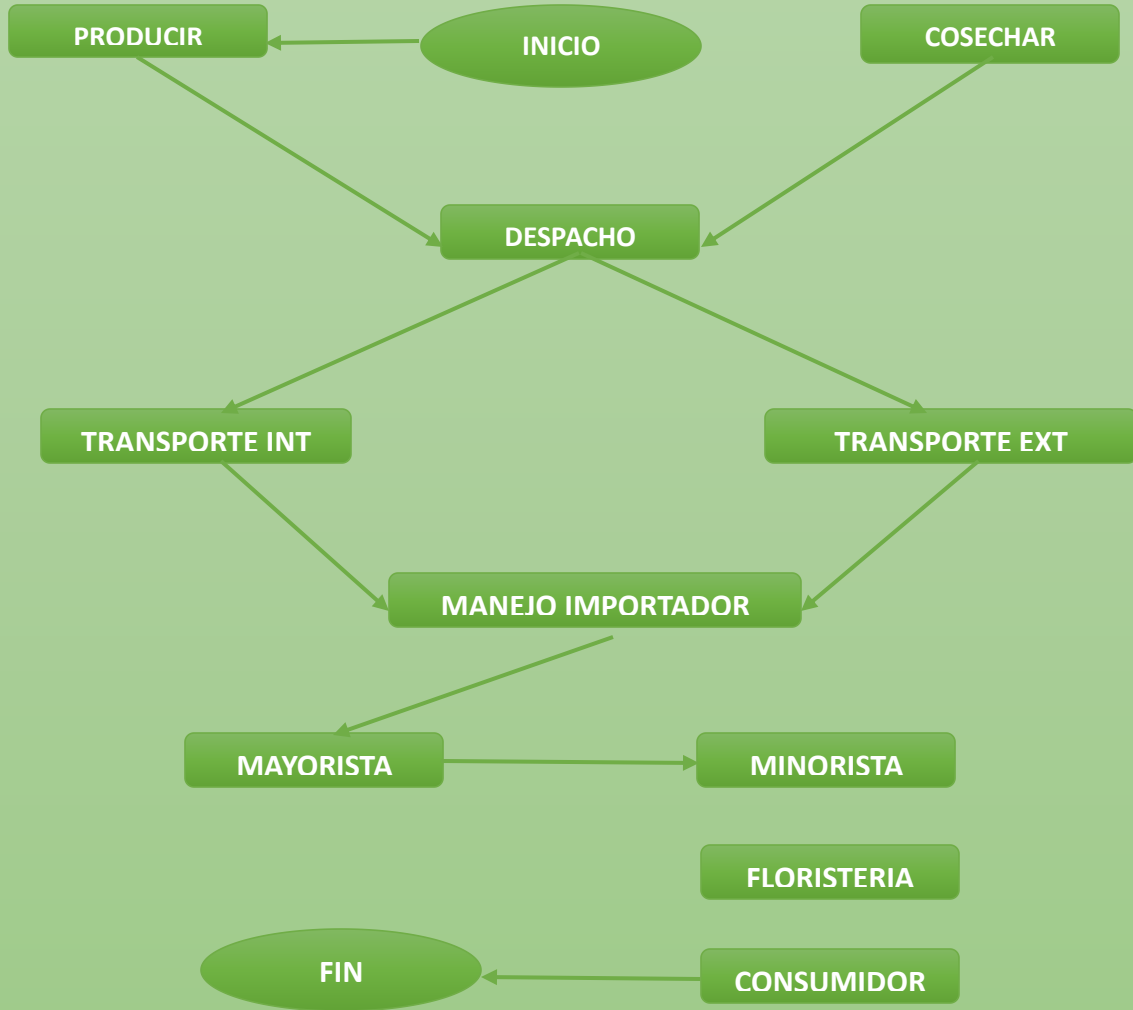 PRODUCIR
INICIO
COSECHAR
DESPACHO
TRANSPORTE INT
TRANSPORTE EXT
MANEJO IMPORTADOR
MAYORISTA
MINORISTA
FLORISTERIA
FIN
CONSUMIDOR